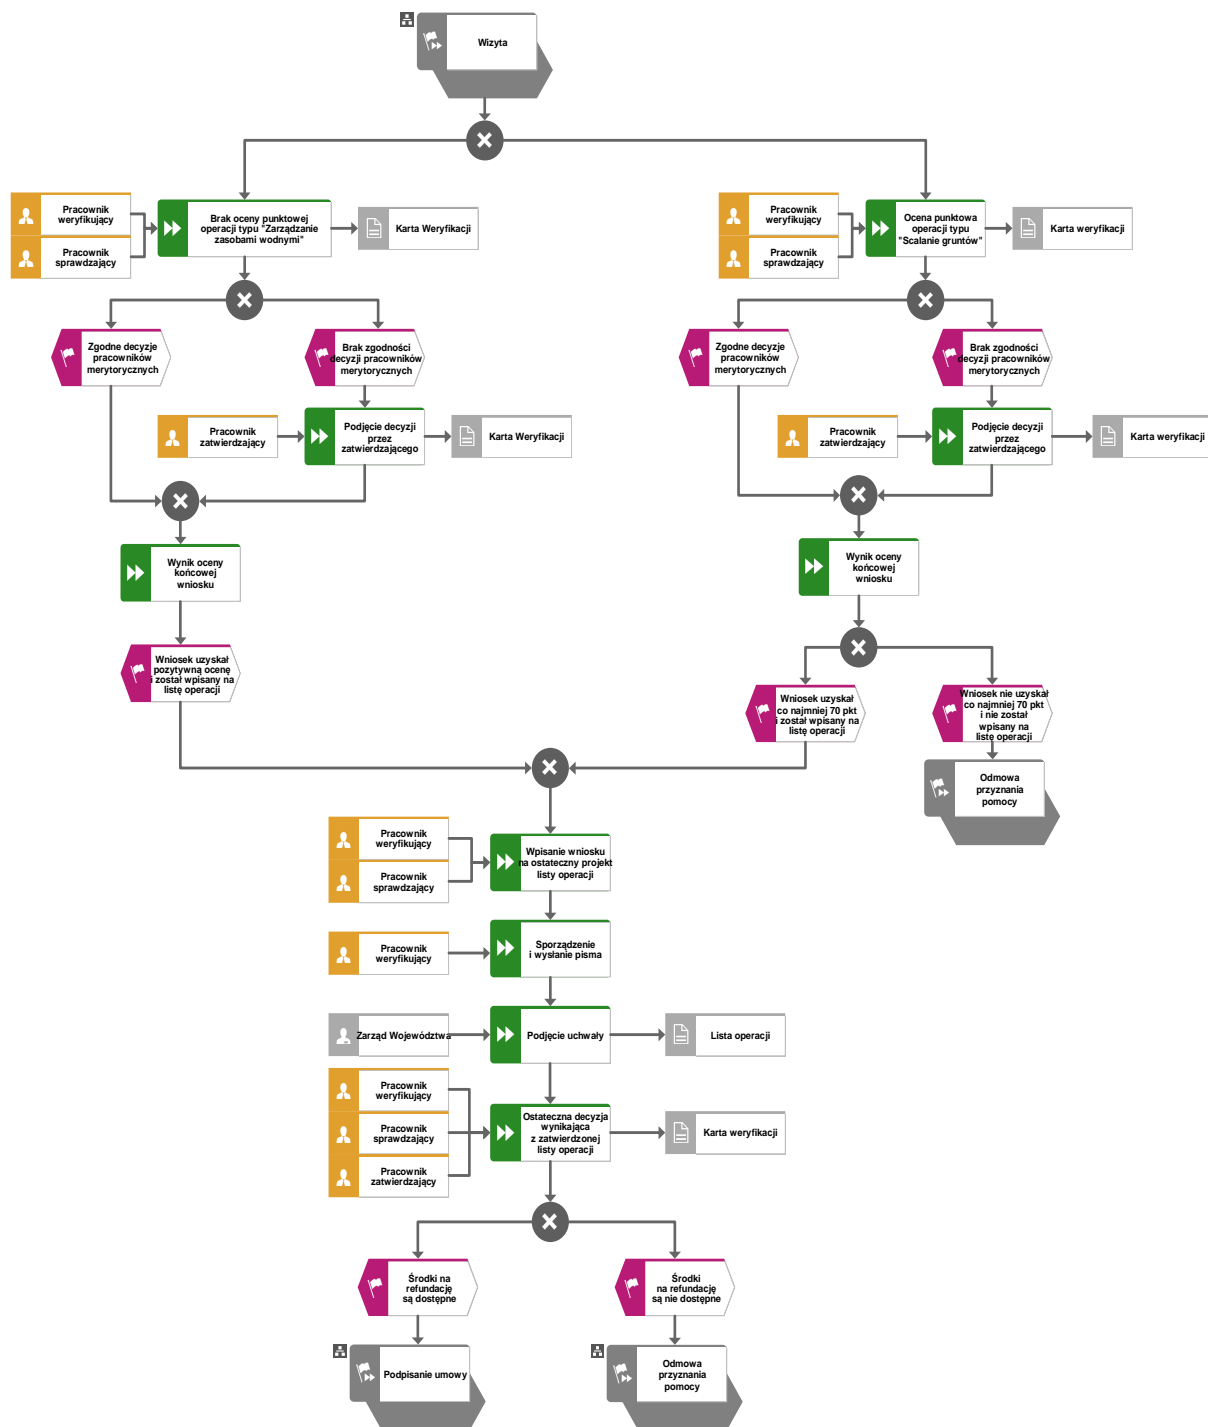 Wizyta
Pracownik
weryfikujący
Pracownik
sprawdzający
Brak oceny punktowej
operacji typu "Zarządzanie
zasobami wodnymi"
Karta Weryfikacji
Pracownik
weryfikujący
Pracownik
sprawdzający
Ocena punktowa
operacji typu
"Scalanie gruntów"
Karta weryfikacji
Zgodne decyzje
pracowników
merytorycznych
Brak zgodności
decyzji pracowników
merytorycznych
Zgodne decyzje
pracowników
merytorycznych
Brak zgodności
decyzji pracowników
merytorycznych
Pracownik
zatwierdzający
Podjęcie decyzji
przez
zatwierdzającego
Karta Weryfikacji
Pracownik
zatwierdzający
Podjęcie decyzji
przez
zatwierdzającego
Karta weryfikacji
Wynik oceny
końcowej
wniosku
Wynik oceny
końcowej
wniosku
Wniosek uzyskał
pozytywną ocenę
i został wpisany na
listę operacji
Wniosek uzyskał
co najmniej 70 pkt
i został wpisany na
listę operacji
Wniosek nie uzyskał
co najmniej 70 pkt
i nie został
wpisany na
listę operacji
Odmowa
przyznania
pomocy
Pracownik
weryfikujący
Pracownik
sprawdzający
Wpisanie wniosku
na ostateczny projekt
listy operacji
Pracownik
weryfikujący
Sporządzenie
i wysłanie pisma
Zarząd Województwa
Podjęcie uchwały
Lista operacji
Pracownik
weryfikujący
Pracownik
sprawdzający
Pracownik
zatwierdzający
Ostateczna decyzja
wynikająca
z zatwierdzonej
listy operacji
Karta weryfikacji
Środki na
refundację
są dostępne
Środki
na refundację
są nie dostępne
Podpisanie umowy
Odmowa
przyznania
pomocy